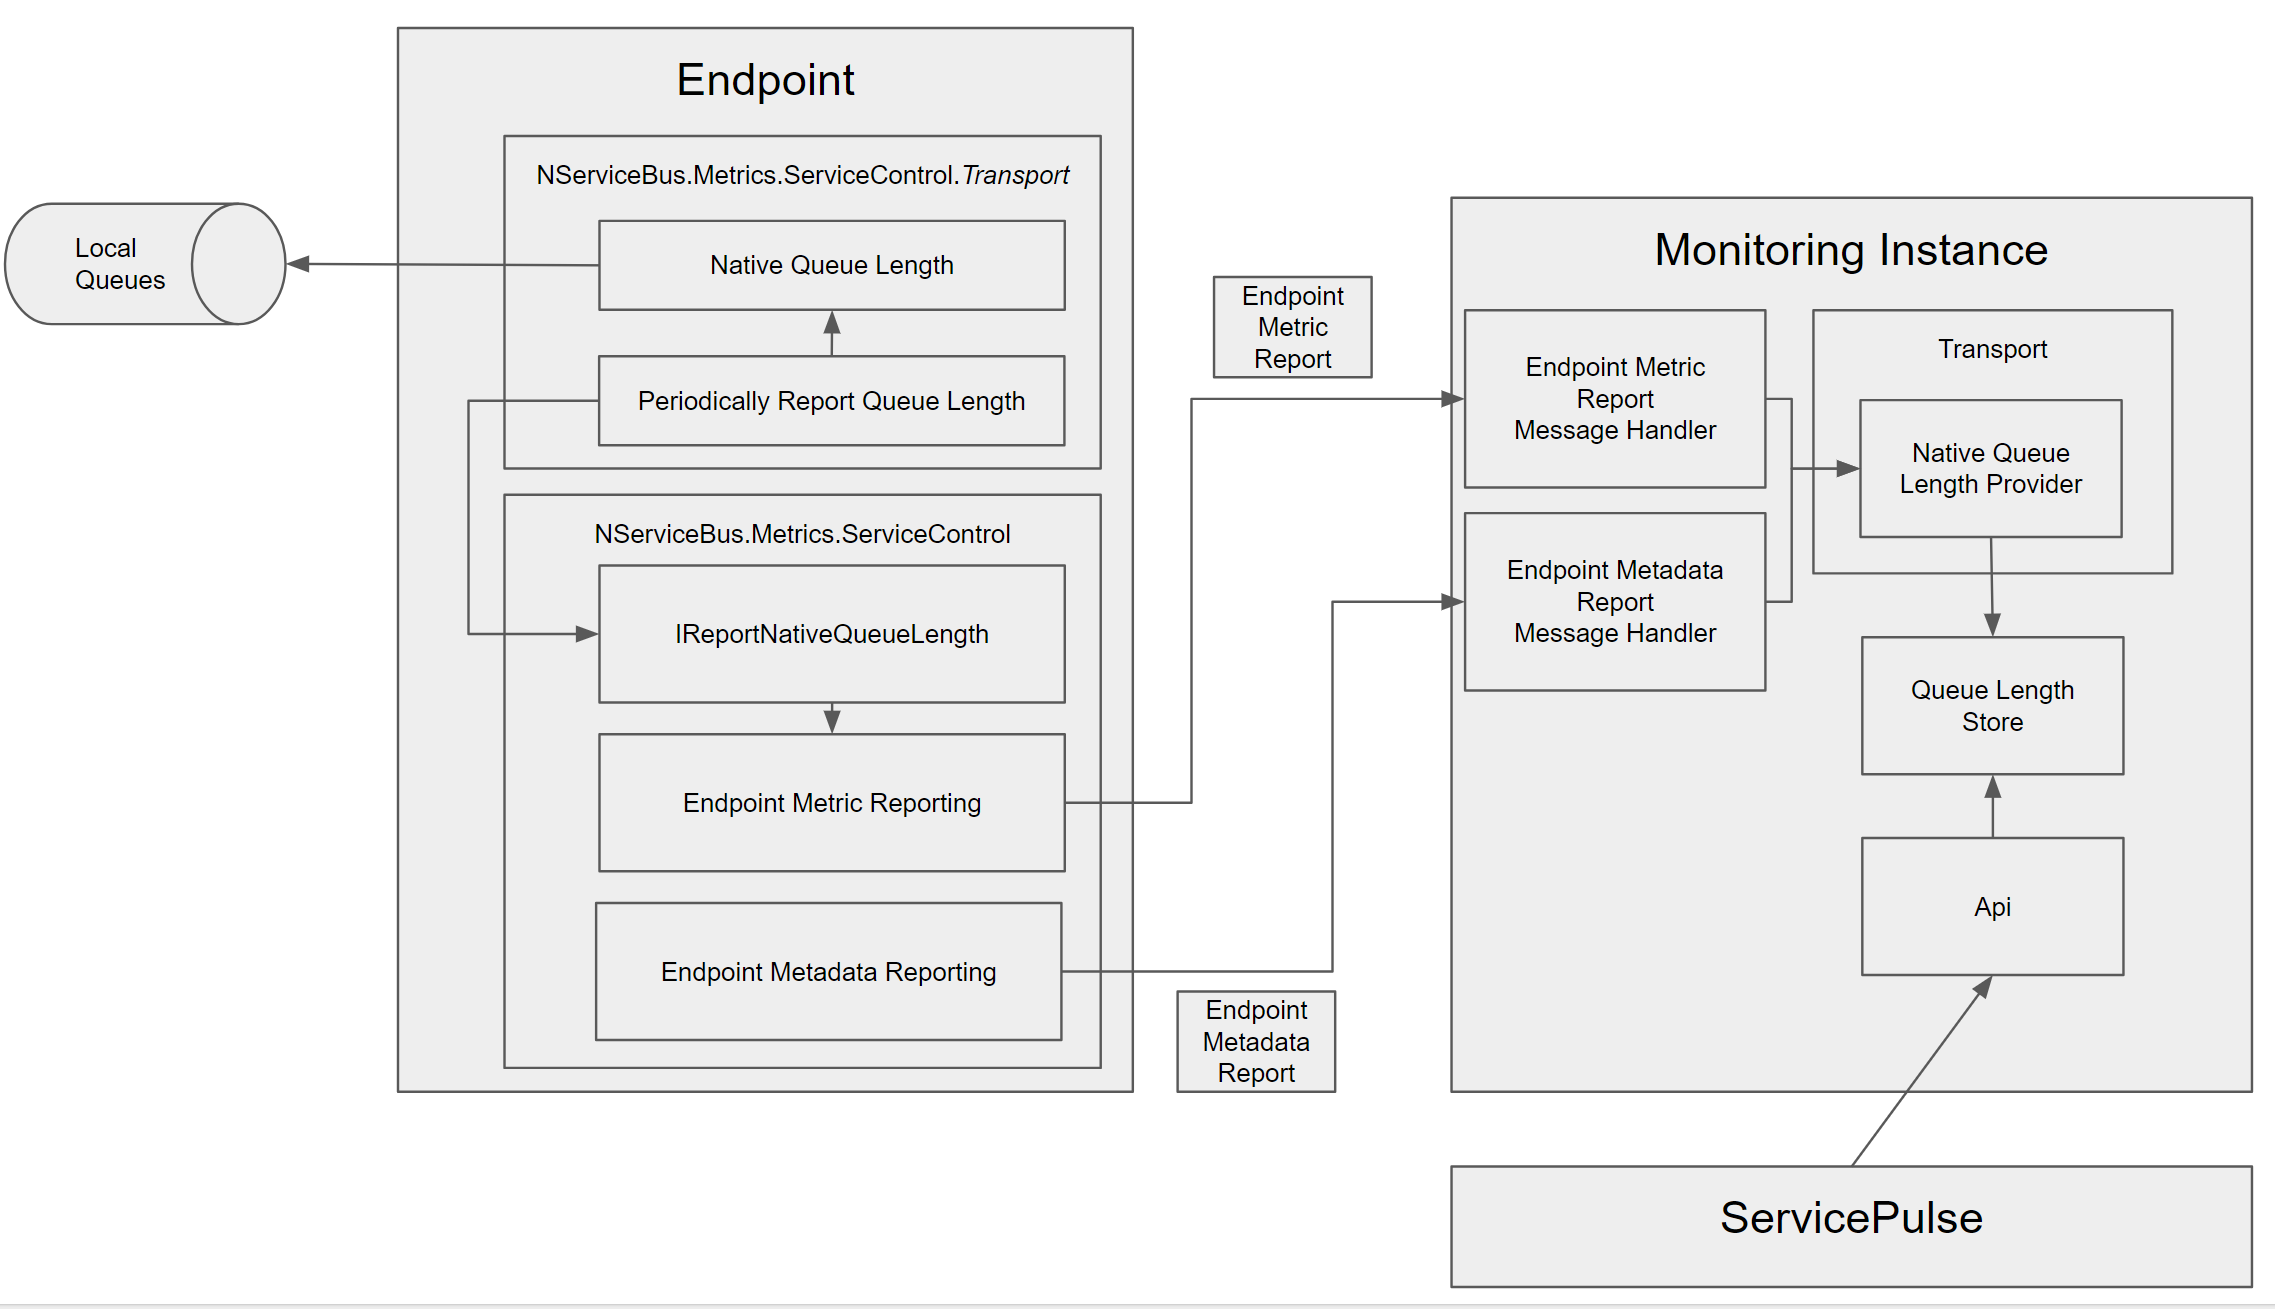 Endpoint
NServiceBus.Metrics.ServiceControl.Transport
Local
Queues
Native Queue Length
Periodically Report Queue Length
NServiceBus.Metrics.ServiceControl
IReportNativeQueueLength
Endpoint Metric Reporting
Endpoint Metadata Reporting
Endpoint
Metric
Report
Endpoint
Metadata
Report
Monitoring Instance
Endpoint Metric
Report
Message Handler
Endpoint Metadata
Report
Message Handler
Transport
Native Queue
Length Provider
Queue Length
Store
Api
ServicePulse